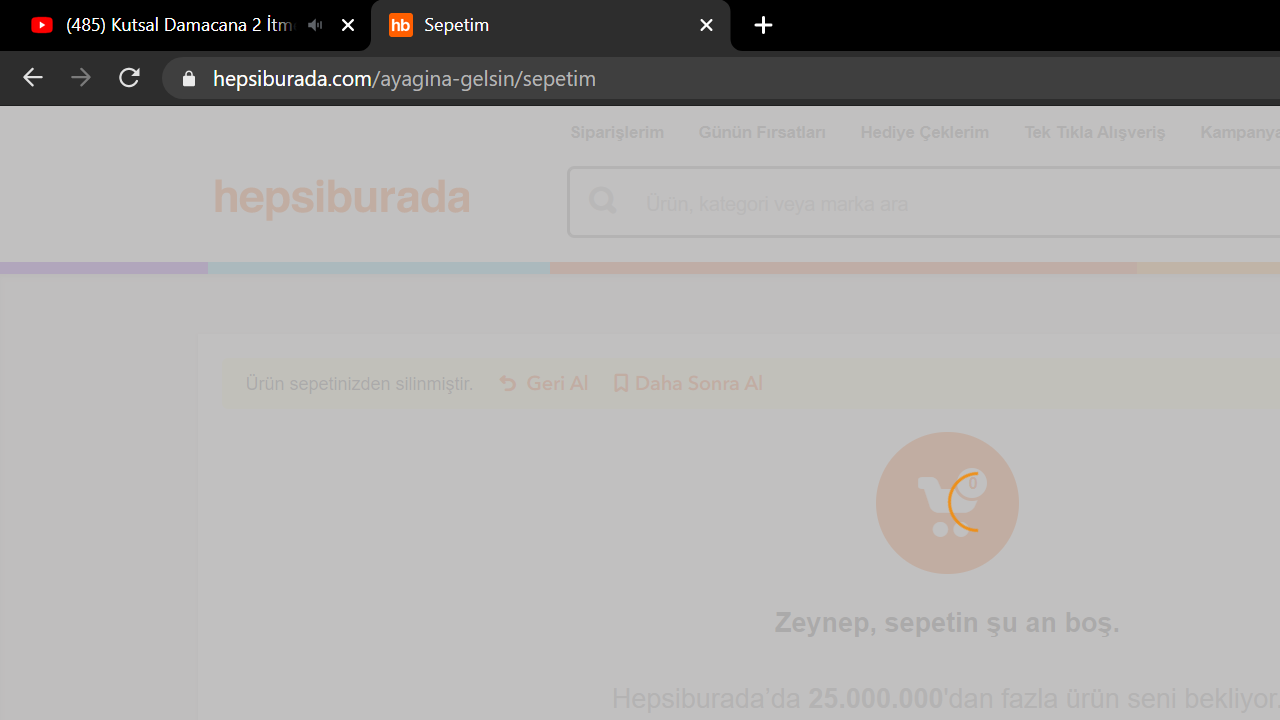 (485) Kutsal Damacana 2 İtm
hb Sepetim
hepsiburada.com/ayagina-gelsin/sepetim
Siparişlerim Günün Fırsatları Hediye Çeklerim Tek Tıkla Alışveriş Kampanya
hepsiburada
Ürün, kategori veya marka ara
Ürün sepetinizden silinmiştir. Geri Al Daha Sonra Al
0
Zeynep, sepetin şu an boş.
Hepsiburada'da 25.000.000'dan fazla ürün seni bekliyor.